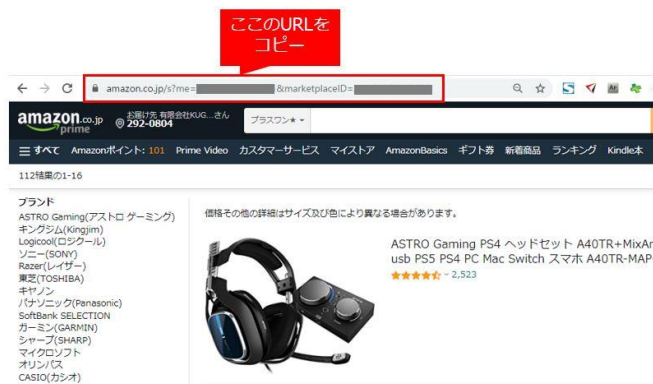 ここのURLを
コピー
amazon.co.jp/s?me=
&marketplaceID=
amazon.co.jp
prime
お届け先 有限会社KUG...さん
292-0804
プラスワン★
すべて Amazonポイント: 101 Prime Video カスタマーサービス マイストア AmazonBasics ギフト券 新着商品 ランキング Kindle本
112結果の1-16
ブランド
ASTRO Gaming(アストロ ゲーミング)
キングジム(Kingjim)
Logicool(ロジクール)
ソニー(SONY)
Razer(レイザー)
東芝(TOSHIBA)
キヤノン
パナソニック(Panasonic)
SoftBank SELECTION
ガーミン(GARMIN)
シャープ(SHARP)
マイクロソフト
オリンパス
CASIO(カシオ)
価格その他の詳細はサイズ及び色により異なる場合があります。
ASTRO Gaming PS4 ヘッドセット A40TR+MixAm
usb PS5 PS4 PC Mac Switch スマホ A40TR-MAP
2,523